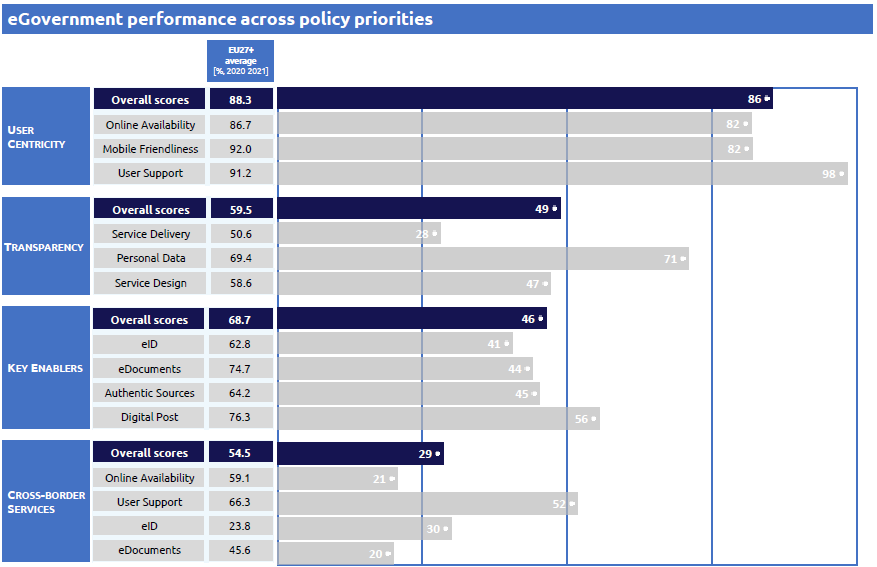 eGovernment performance across policy priorities
EU27+
average
[%, 2020 2021]
USER
CENTRICITY
Overall scores 88.3 86
Online Availability 86.7 82
Mobile Friendliness 92.0 82
User Support 91.2 98
TRANSPARENCY
Overall scores 59.5 49
Service Delivery 50.6 28
Personal Data 69.4 71
Service Design 58.6 47
KEY ENABLERS
Overall scores 68.7 46
eID 62.8 41
eDocuments 74.7 44
Authentic Sources 64.2 45
Digital Post 76.3 56
CROSS-BORDER
SERVICES
Overall scores 54.5 29
Online Availability 59.1 21
User Support 66.3 52
eID 23.8 30
eDocuments 45.6 20